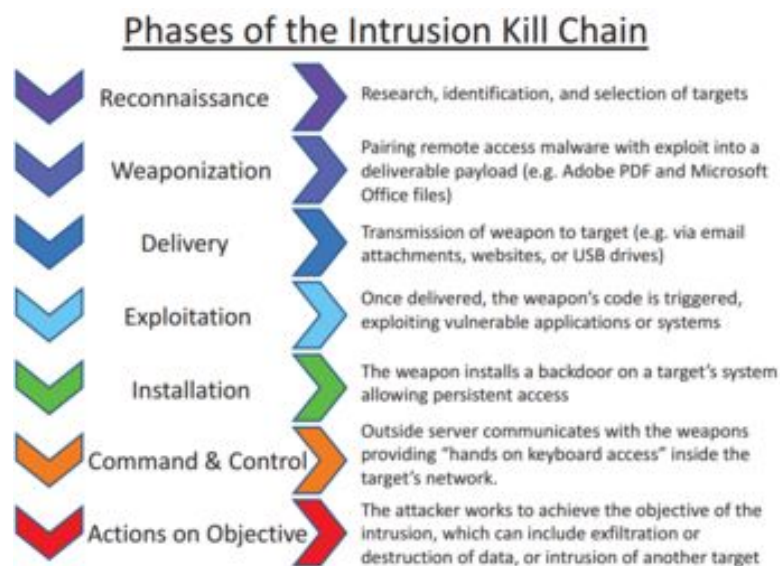 Phases of the Intrusion Kill Chain
Reconnaissance
Research, identification, and selection of targets
Weaponization
Pairing remote access malware with exploit into a
deliverable payload (e.g. Adobe PDF and Microsoft
Office files)
Delivery
Transmission of weapon to target (e.g. via email
attachments, websites, or USB drives)
Exploitation
Once delivered, the weapon's code is triggered,
exploiting vulnerable applications or systems
Installation
The weapon installs a backdoor on a target's system
allowing persistent access
Command & Control
Outside server communicates with the weapons
providing "hands on keyboard access" inside the
target's network.
Actions on Objective
The attacker works to achieve the objective of the
intrusion, which can include exfiltration or
destruction of data, or intrusion of another target